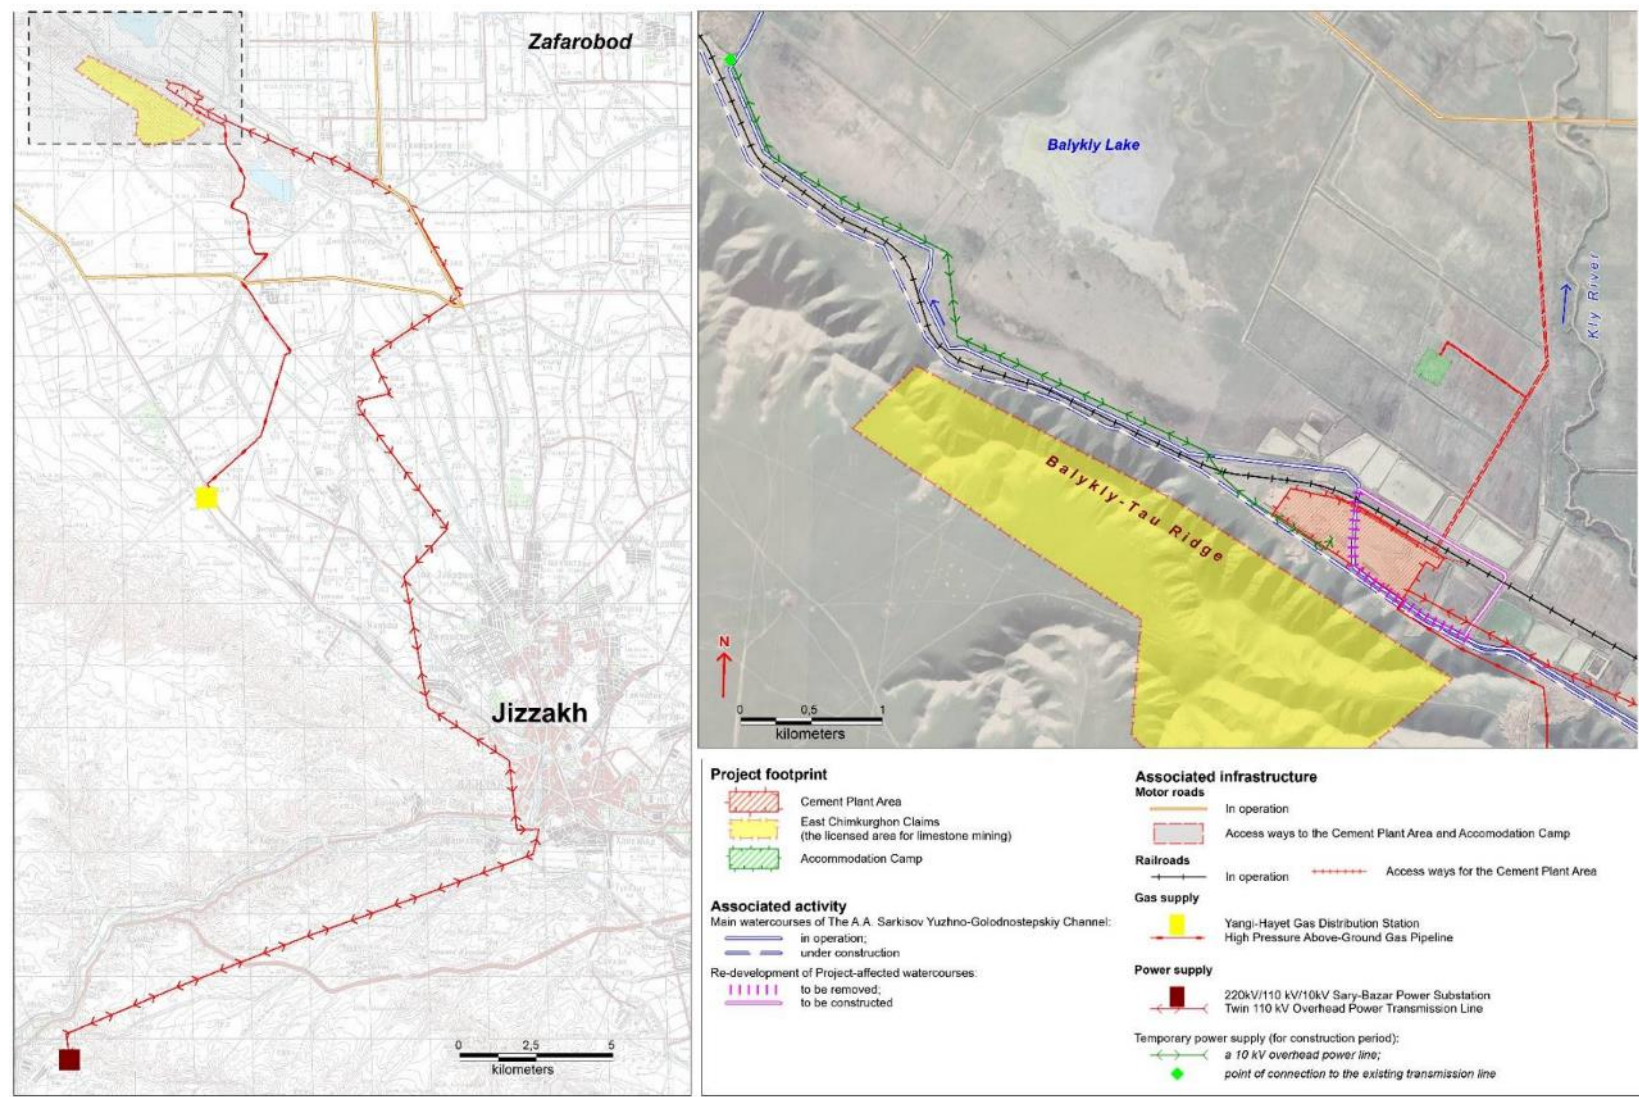 Zafarobod
Jizzakh
0 2,5 5
kilometers
Balykly Lake
Kly River
Balykly-Tau Ridge
N
0 0,5 1
kilometers
Project footprint
Cement Plant Area
East Chimkurghon Claims
(the licensed area for limestone mining)
Accommodation Camp
Associated activity
Main watercourses of The A.A. Sarkisov Yuzhno-Golodnostepskiy Channel:
in operation;
under construction
Re-development of Project-affected watercourses:
to be removed;
to be constructed
Associated infrastructure
Motor roads
In operation
Access ways to the Cement Plant Area and Accomodation Camp
Railroads
In operation
Access ways for the Cement Plant Area
Gas supply
Yangi-Hayet Gas Distribution Station
High Pressure Above-Ground Gas Pipeline
Power supply
220kV/110 kV/10kV Sary-Bazar Power Substation
Twin 110 kV Overhead Power Transmission Line
Temporary power supply (for construction period):
a 10 kV overhead power line;
point of connection to the existing transmission line